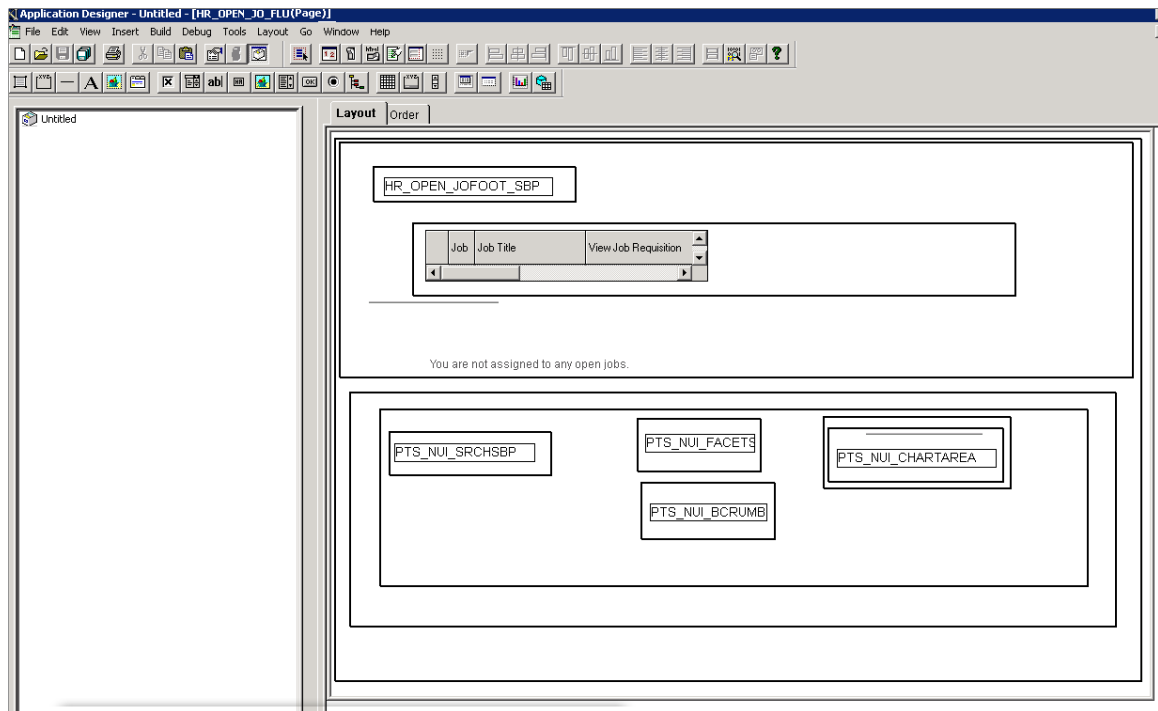 Application Designer - Untitled - [HR_OPEN_JO_FLU(Page)]
File Edit View Insert Build Debug Tools Layout Go Window Help
Untitled
Layout Order
HR_OPEN_JOFOOT_SBP
Job Job Title View Job Requisition
You are not assigned to any open jobs.
PTS_NUI_SRCHSBP
PTS_NUI_FACETS
PTS_NUI_CHARTAREA
PTS_NUI_BCRUMB